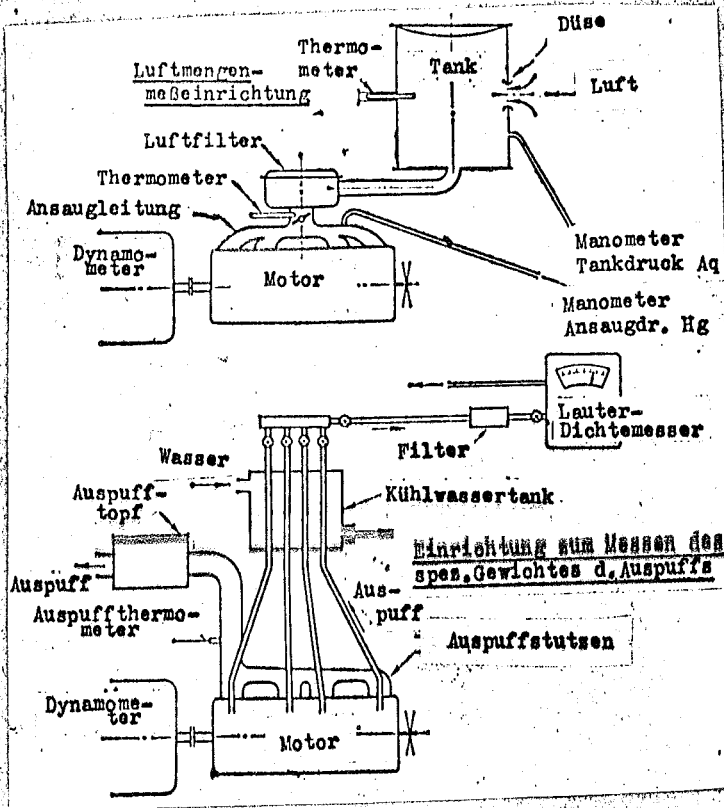 Düse
Thermo-
meter
Tank
Luft
Luftmengen-
meßeinrichtung
Luftfilter
Thermometer
Ansaugleitung
Dynamo-
meter
Motor
Manometer
Tankdruck Aq
Manometer
Ansaugdr. Hg
Lauter-
Dichtemesser
Filter
Wasser
Kühlwassertank
Auspuff-
topf
Einrichtung zum Messen des
spez.Gewichtes d.Auspuffs
Auspuff
Aus-
puff
Auspuffthermo-
meter
Auspuffstutzen
Dynamome-
ter
Motor